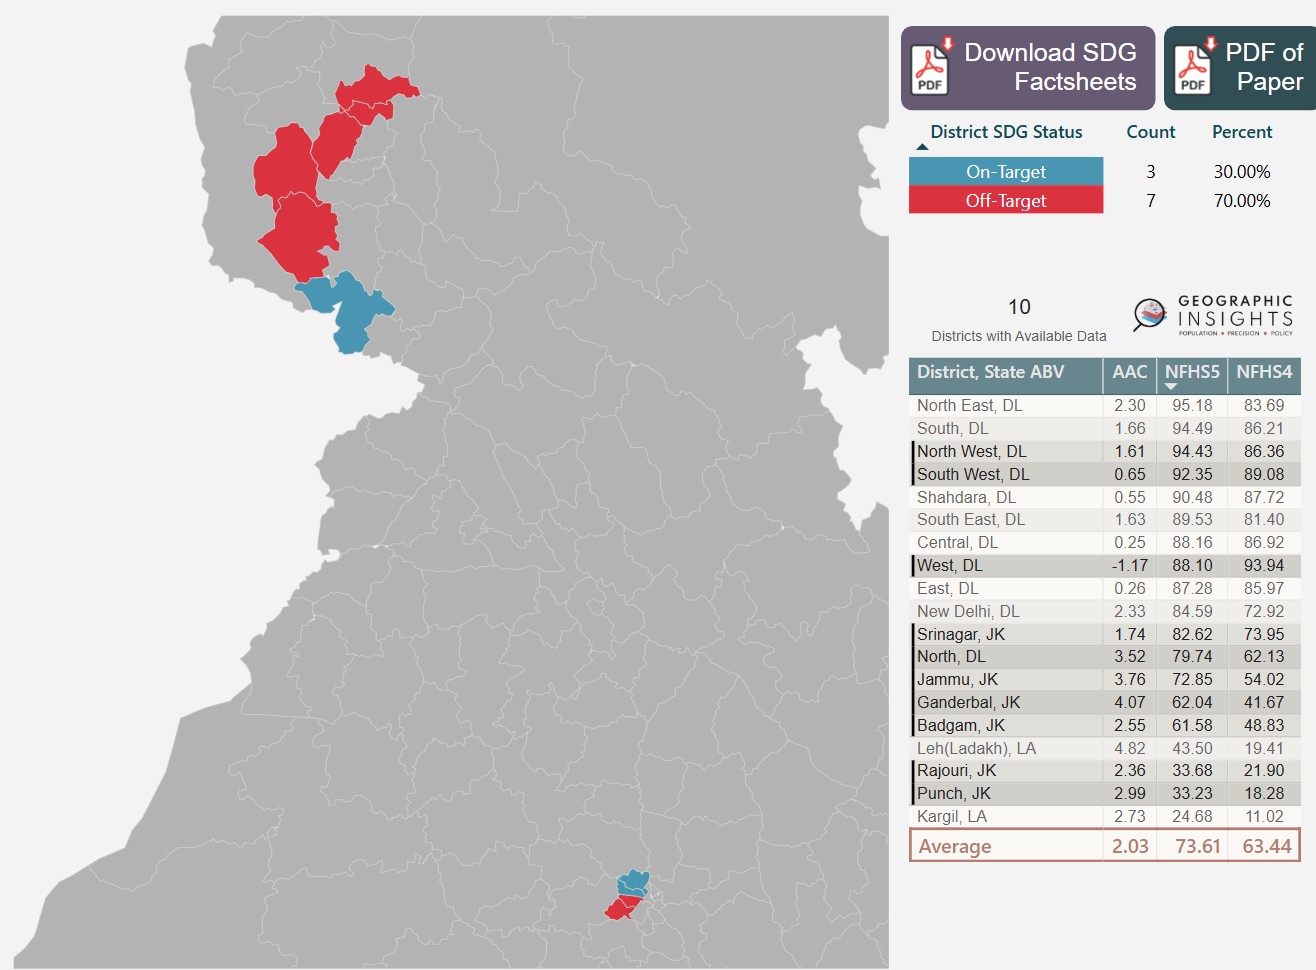 Download SDG
Factsheets
PDF
PDF of
Paper
PDF
District SDG Status Count Percent
On-Target 3 30.00%
Off-Target 7 70.00%
10
Districts with Available Data
GEOGRAPHIC
INSIGHTS
POPULATION • PRECISION • POLICY
District, State ABV AAC NFHS5 NFHS4
North East, DL 2.30 95.18 83.69
South, DL 1.66 94.49 86.21
North West, DL 1.61 94.43 86.36
South West, DL 0.65 92.35 89.08
Shahdara, DL 0.55 90.48 87.72
South East, DL 1.63 89.53 81.40
Central, DL 0.25 88.16 86.92
West, DL -1.17 88.10 93.94
East, DL 0.26 87.28 85.97
New Delhi, DL 2.33 84.59 72.92
Srinagar, JK 1.74 82.62 73.95
North, DL 3.52 79.74 62.13
Jammu, JK 3.76 72.85 54.02
Ganderbal, JK 4.07 62.04 41.67
Badgam, JK 2.55 61.58 48.83
Leh(Ladakh), LA 4.82 43.50 19.41
Rajouri, JK 2.36 33.68 21.90
Punch, JK 2.99 33.23 18.28
Kargil, LA 2.73 24.68 11.02
Average 2.03 73.61 63.44